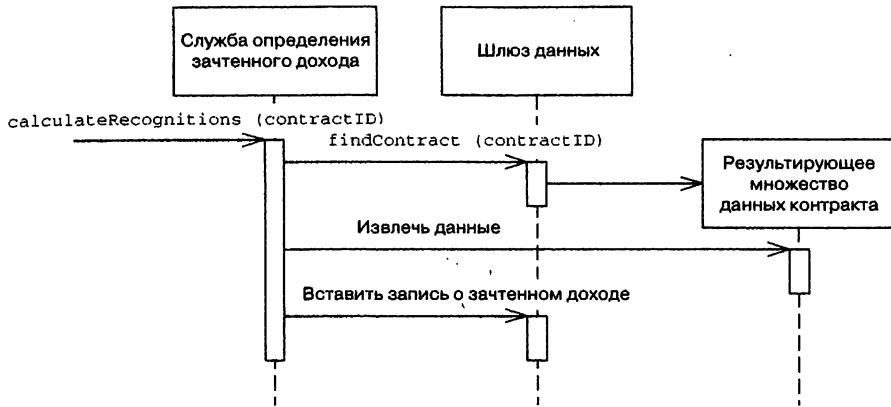 Служба определения
зачтенного дохода
Шлюз данных
calculateRecognitions (contractID)
findContract (contractID)
Результирующее
множество
данных контракта
Извлечь данные
Вставить запись о зачтенном доходе